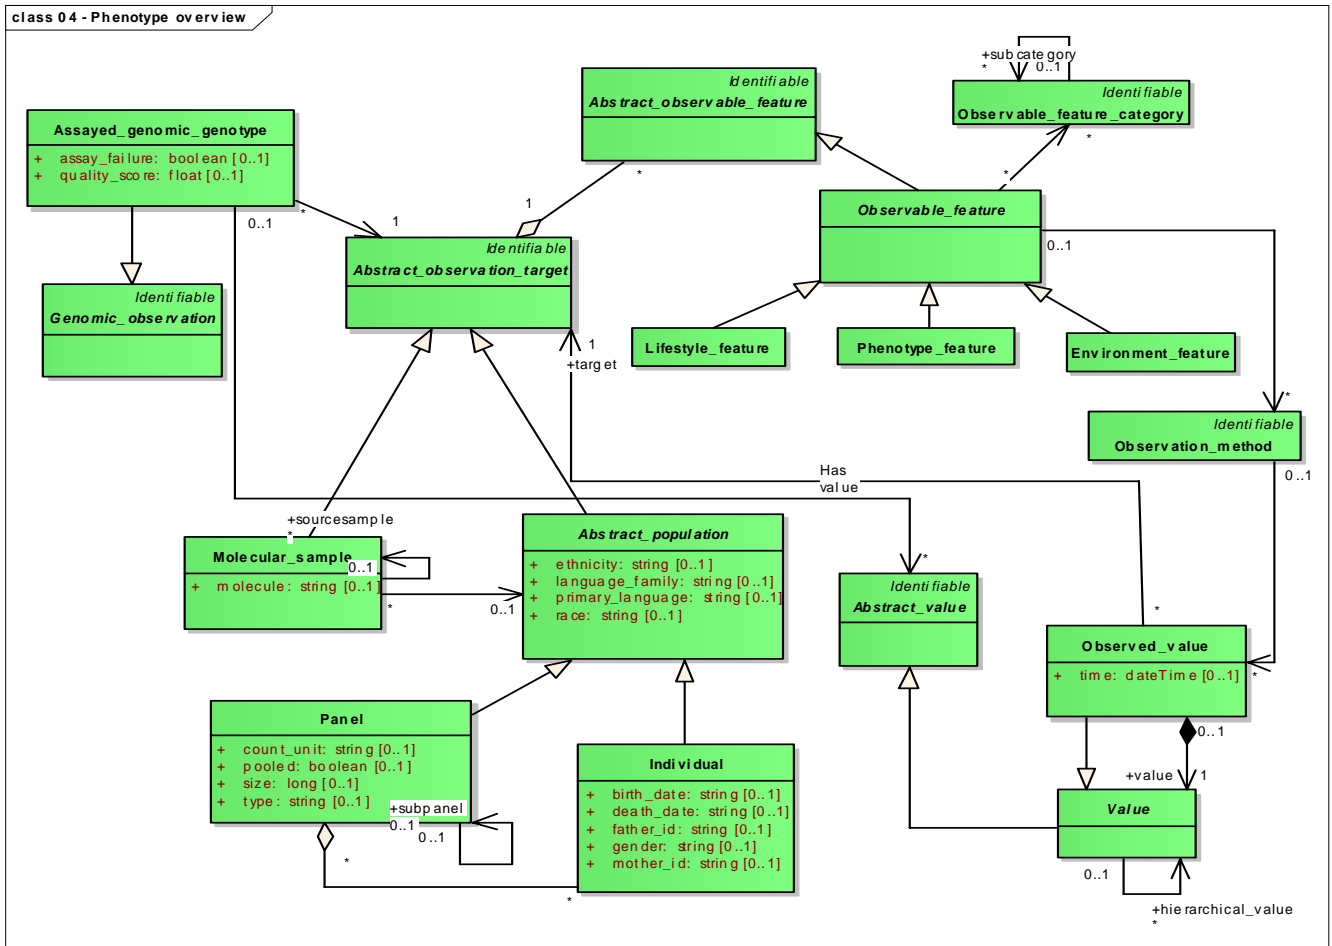 class 04 - Phenotype overview
+subcategory
*
0..1
Identifiable
Observable_feature_category
*
Identifiable
Abstract_observable_feature
*
Assayed_genomic_genotype
+ assay_failure: boolean [0..1]
+ quality_score: float [0..1]
*
0..1
1
1
*
Observable_feature
0..1
Identifiable
Abstract_observation_target
Identifiable
Genomic_observation
1
+target
Lifestyle_feature
Phenotype_feature
Environment_feature
*
Identifiable
Observation_method
0..1
Has
value
+sourcesample
*
Molecular_sample
0..1
+ molecule: string [0..1]
*
0..1
Abstract_population
+ ethnicity: string [0..1]
+ language_family: string [0..1]
+ primary_language: string [0..1]
+ race: string [0..1]
*
Identifiable
Abstract_value
*
Observed_value
+ time: dateTime [0..1]
*
0..1
Panel
+ count_unit: string [0..1]
+ pooled: boolean [0..1]
+ size: long [0..1]
+ type: string [0..1]
+subpanel
0..1
0..1
*
Individual
+ birth_date: string [0..1]
+ death_date: string [0..1]
+ father_id: string [0..1]
+ gender: string [0..1]
+ mother_id: string [0..1]
*
+value
1
Value
0..1
+hierarchical_value
*